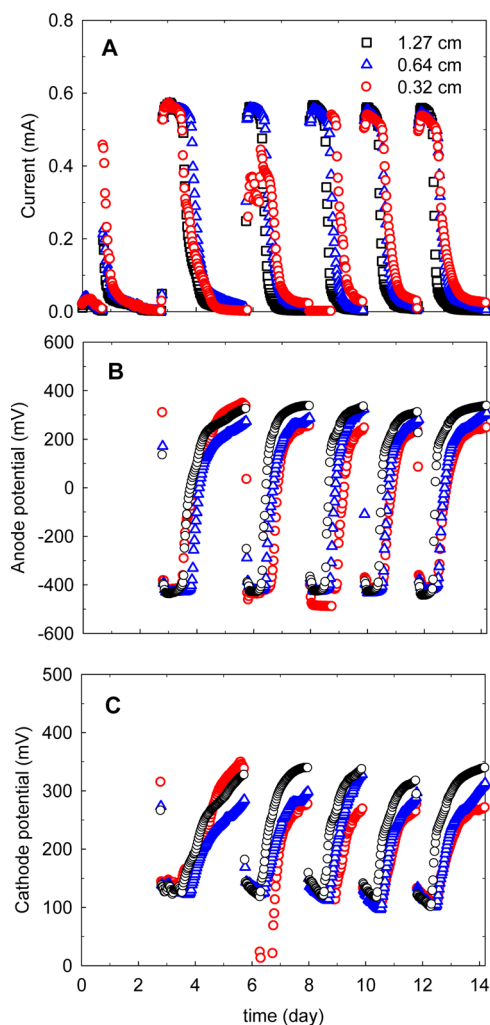 A
1.27 cm
0.64 cm
0.32 cm
Current (mA)
0.8
0.6
0.4
0.2
0.0
B
Anode potential (mV)
600
400
200
0
-200
-400
-600
C
Cathode potential (mV)
500
400
300
200
100
0
0 2 4 6 8 10 12 14
time (day)